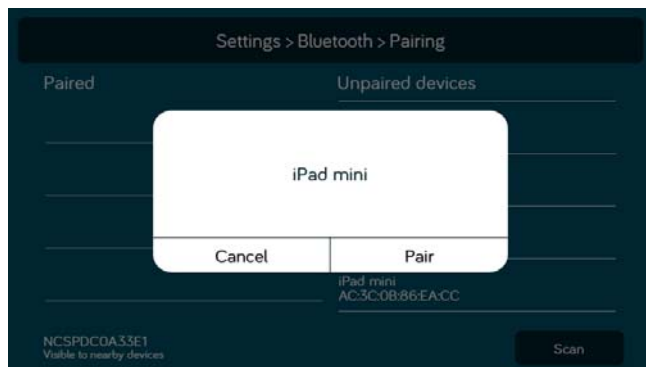 Settings > Bluetooth > Pairing
Paired
Unpaired devices
iPad mini
Cancel
Pair
iPad mini
AC:3C:0B:86:EA:CC
NCSPDC0A33E1
Visible to nearby devices
Scan